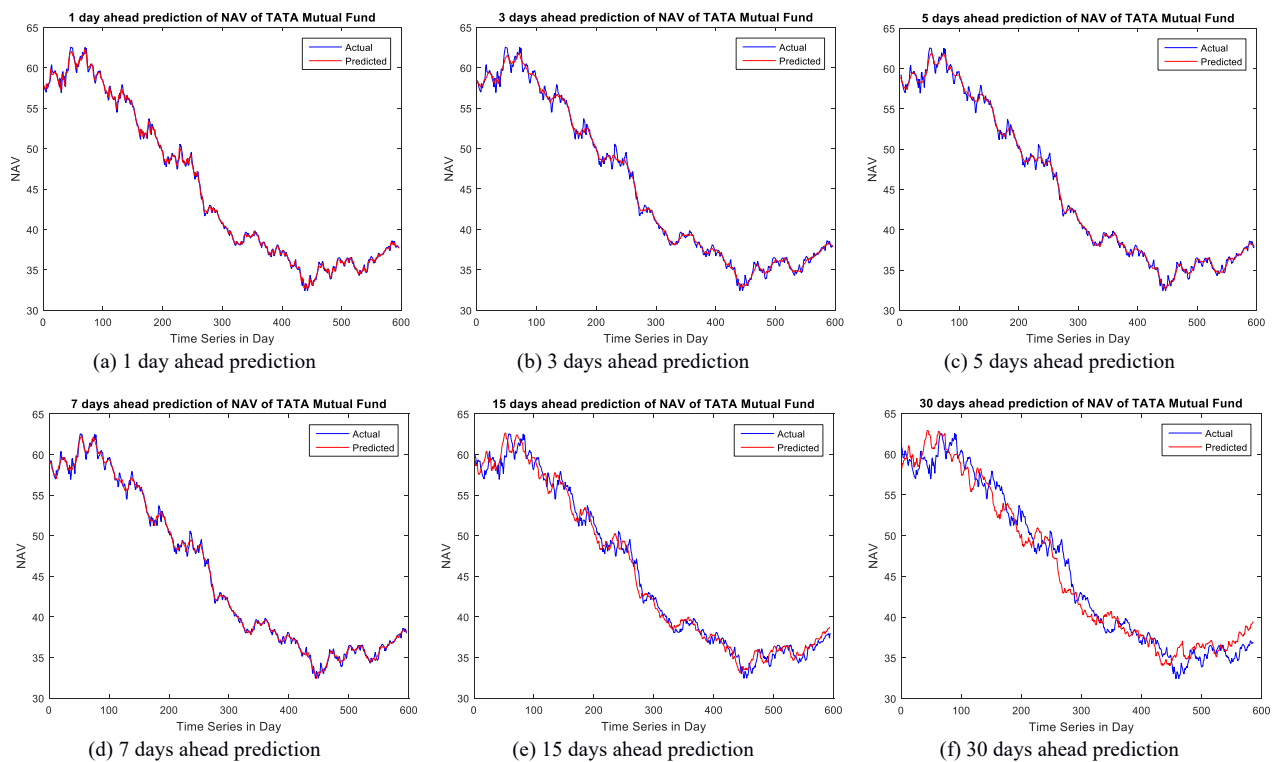 1 day ahead prediction of NAV of TATA Mutual Fund
65
60
55
50
45
40
35
30
NAV
Actual
Predicted
0 100 200 300 400 500 600
Time Series in Day
(a) 1 day ahead prediction
3 days ahead prediction of NAV of TATA Mutual Fund
65
60
55
50
45
40
35
30
NAV
Actual
Predicted
0 100 200 300 400 500 600
Time Series in Day
(b) 3 days ahead prediction
5 days ahead prediction of NAV of TATA Mutual Fund
65
60
55
50
45
40
35
30
NAV
Actual
Predicted
0 100 200 300 400 500 600
Time Series in Day
(c) 5 days ahead prediction
7 days ahead prediction of NAV of TATA Mutual Fund
65
60
55
50
45
40
35
30
NAV
Actual
Predicted
0 100 200 300 400 500 600
Time Series in Day
(d) 7 days ahead prediction
15 days ahead prediction of NAV of TATA Mutual Fund
65
60
55
50
45
40
35
30
NAV
Actual
Predicted
0 100 200 300 400 500 600
Time Series in Day
(e) 15 days ahead prediction
30 days ahead prediction of NAV of TATA Mutual Fund
65
60
55
50
45
40
35
30
NAV
Actual
Predicted
0 100 200 300 400 500 600
Time Series in Day
(f) 30 days ahead prediction